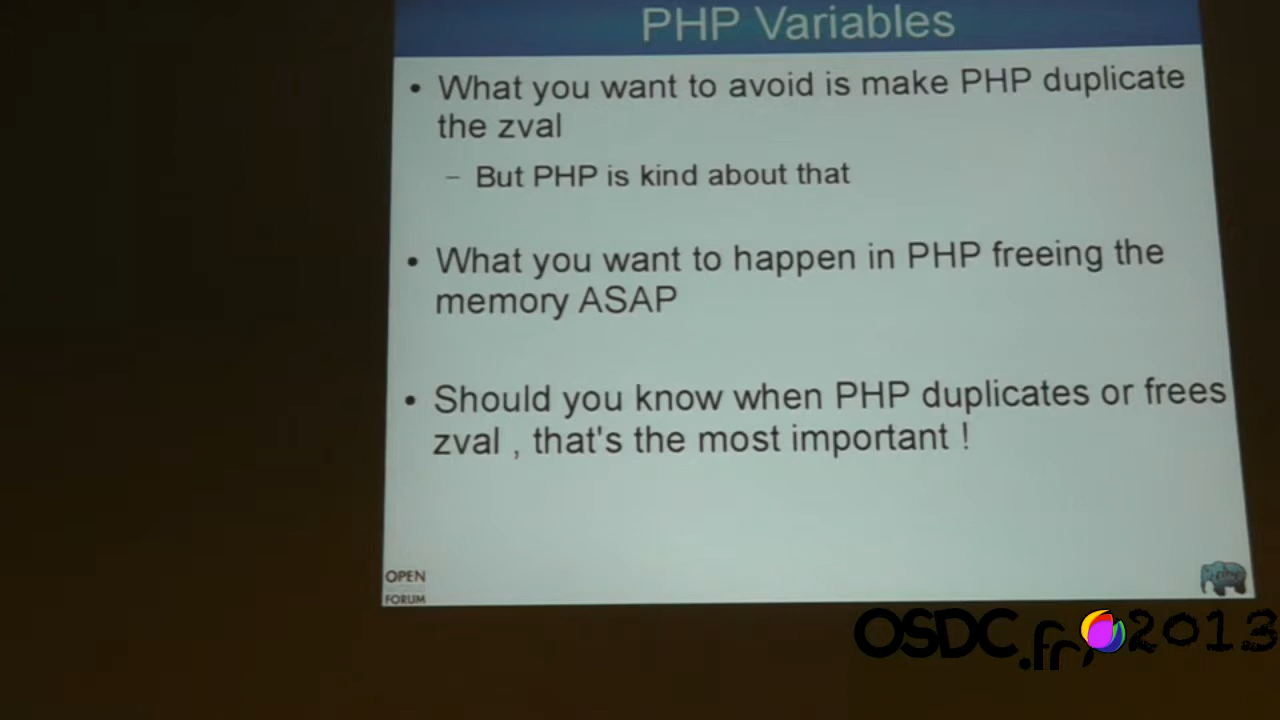 PHP Variables
• What you want to avoid is make PHP duplicate
the zval
– But PHP is kind about that
• What you want to happen in PHP freeing the
memory ASAP
• Should you know when PHP duplicates or frees
zval , that's the most important !
OPEN
FORUM
php
OSDC.fr, 2013